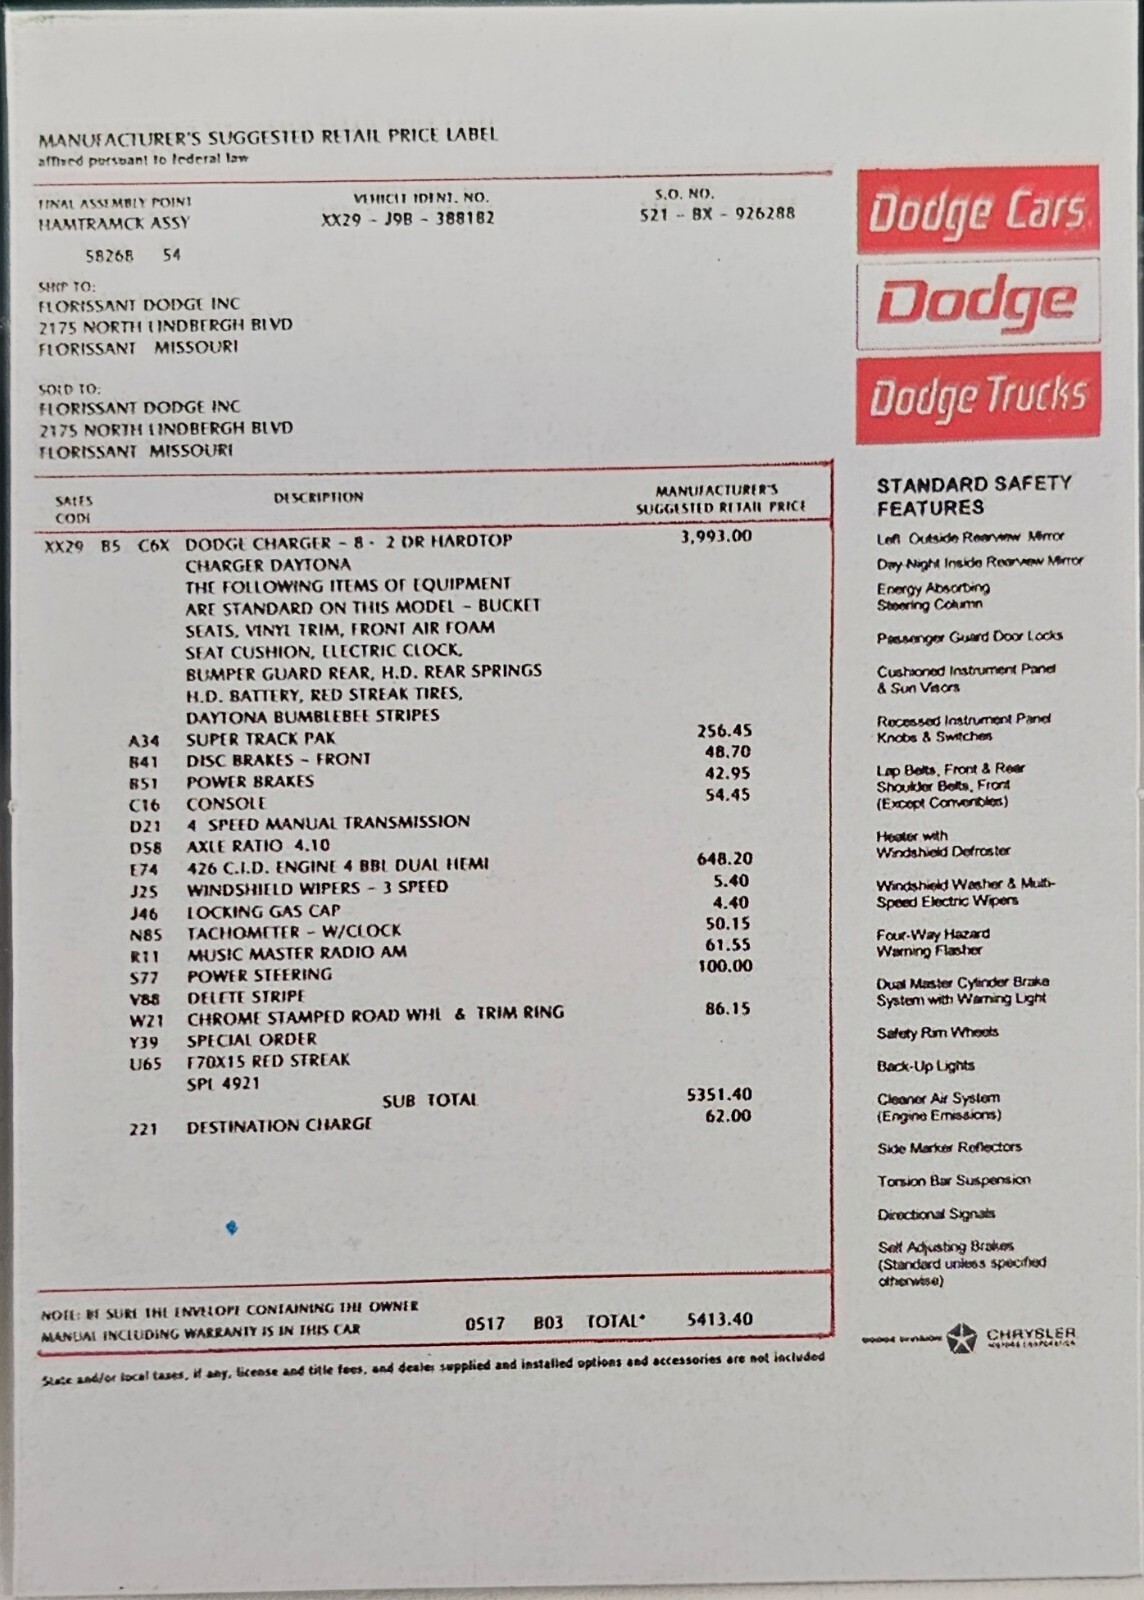 MANUFACTURER'S SUGGESTED RETAIL PRICE LABEL
affixed pursuant to federal law
FINAL ASSEMBLY POINT
HAMTRAMCK ASSY
58268 54
VEHICLE IDENT. NO.
XX29 - J9B - 388182
S.O. NO.
521 - BX - 926288
SHIP TO:
FLORISSANT DODGE INC
2175 NORTH LINDBERGH BLVD
FLORISSANT MISSOURI
SOLD TO:
FLORISSANT DODGE INC
2175 NORTH LINDBERGH BLVD
FLORISSANT MISSOURI
Dodge Cars
Dodge
Dodge Trucks
SALES CODE DESCRIPTION MANUFACTURER'S SUGGESTED RETAIL PRICE
XX29 B5 C6X DODGE CHARGER - 8 - 2 DR HARDTOP 3,993.00
CHARGER DAYTONA
THE FOLLOWING ITEMS OF EQUIPMENT
ARE STANDARD ON THIS MODEL - BUCKET
SEATS, VINYL TRIM, FRONT AIR FOAM
SEAT CUSHION, ELECTRIC CLOCK,
BUMPER GUARD REAR, H.D. REAR SPRINGS
H.D. BATTERY, RED STREAK TIRES,
DAYTONA BUMBLEBEE STRIPES
A34 SUPER TRACK PAK 256.45
B41 DISC BRAKES - FRONT 48.70
B51 POWER BRAKES 42.95
C16 CONSOLE 54.45
D21 4 SPEED MANUAL TRANSMISSION
D58 AXLE RATIO 4.10
E74 426 C.I.D. ENGINE 4 BBL DUAL HEMI 648.20
J25 WINDSHIELD WIPERS - 3 SPEED 5.40
J46 LOCKING GAS CAP 4.40
N85 TACHOMETER - W/CLOCK 50.15
R11 MUSIC MASTER RADIO AM 61.55
S77 POWER STEERING 100.00
V88 DELETE STRIPE
W21 CHROME STAMPED ROAD WHL & TRIM RING 86.15
Y39 SPECIAL ORDER
U65 F70X15 RED STREAK
SPL 4921
SUB TOTAL 5351.40
221 DESTINATION CHARGE 62.00
NOTE: BE SURE THE ENVELOPE CONTAINING THE OWNER
MANUAL INCLUDING WARRANTY IS IN THIS CAR
0517 B03 TOTAL* 5413.40
State and/or local taxes, if any, license and title fees, and dealer supplied and installed options and accessories are not included
STANDARD SAFETY
FEATURES
Left Outside Rearview Mirror
Day-Night Inside Rearview Mirror
Energy Absorbing
Steering Column
Passenger Guard Door Locks
Cushioned Instrument Panel
& Sun Visors
Recessed Instrument Panel
Knobs & Switches
Lap Belts, Front & Rear
Shoulder Belts, Front
(Except Convertibles)
Heater with
Windshield Defroster
Windshield Washer & Multi-
Speed Electric Wipers
Four-Way Hazard
Warning Flasher
Dual Master Cylinder Brake
System with Warning Light
Safety Rim Wheels
Back-Up Lights
Cleaner Air System
(Engine Emissions)
Side Marker Reflectors
Torsion Bar Suspension
Directional Signals
Self Adjusting Brakes
(Standard unless specified
otherwise)
DODGE DIVISION
CHRYSLER
MOTORS CORPORATION